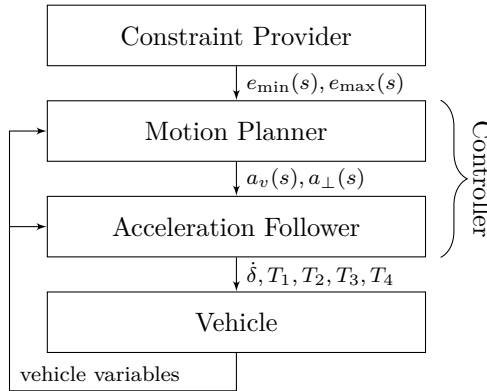 Constraint Provider
e_min(s), e_max(s)
Motion Planner
a_v(s), a_⊥(s)
Acceleration Follower
δ̇, T_1, T_2, T_3, T_4
Vehicle
vehicle variables
Controller